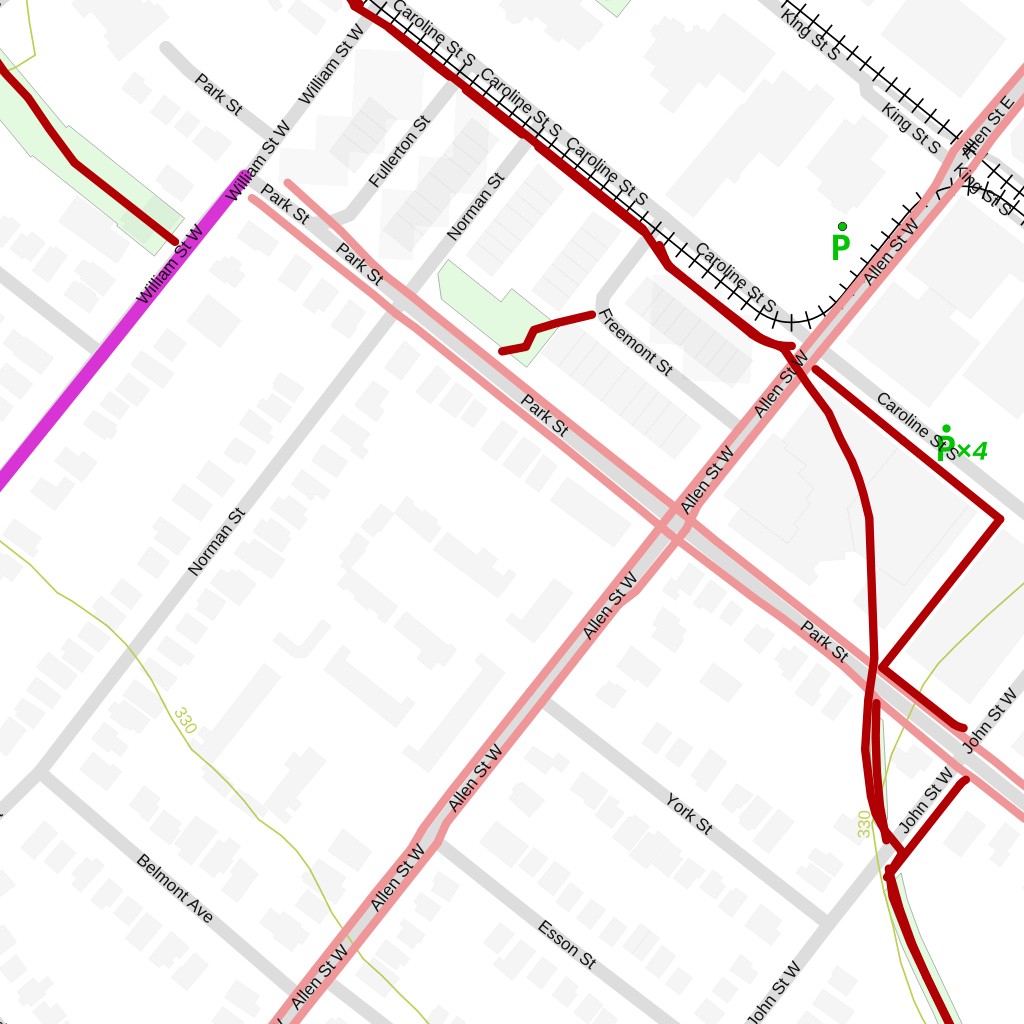 Caroline St S
King St S
William St W
Park St
Caroline St S
King St S
Allen St E
Fullerton St
Caroline St S
William St W
King St S
Park St
Norman St
P
Allen St W
William St W
Park St
Caroline St S
Freemont St
Allen St W
Park St
Caroline St S
P×4
Allen St W
Norman St
Allen St W
Park St
330
John St W
Allen St W
York St
John St W
330
Belmont Ave
Allen St W
Esson St
Allen St W
John St W